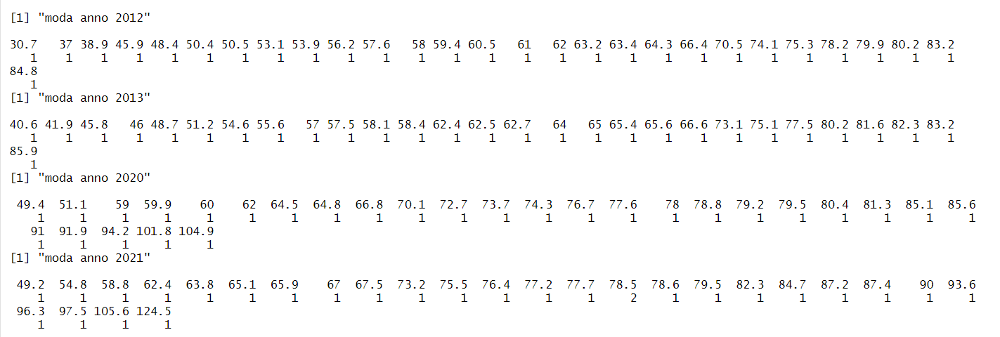 [1] "moda anno 2012"
30.7 37 38.9 45.9 48.4 50.4 50.5 53.1 53.9 56.2 57.6 58 59.4 60.5 61 62 63.2 63.4 64.3 66.4 70.5 74.1 75.3 78.2 79.9 80.2 83.2
1 1 1 1 1 1 1 1 1 1 1 1 1 1 1 1 1 1 1 1 1 1 1 1 1 1 1
84.8
1
[1] "moda anno 2013"
40.6 41.9 45.8 46 48.7 51.2 54.6 55.6 57 57.5 58.1 58.4 62.4 62.5 62.7 64 65 65.4 65.6 66.6 73.1 75.1 77.5 80.2 81.6 82.3 83.2
1 1 1 1 1 1 1 1 1 1 1 1 1 1 1 1 1 1 1 1 1 1 1 1 1 1 1
85.9
1
[1] "moda anno 2020"
49.4 51.1 59 59.9 60 62 64.5 64.8 66.8 70.1 72.7 73.7 74.3 76.7 77.6 78 78.8 79.2 79.5 80.4 81.3 85.1 85.6
1 1 1 1 1 1 1 1 1 1 1 1 1 1 1 1 1 1 1 1 1 1 1
91 91.9 94.2 101.8 104.9
1 1 1 1 1
[1] "moda anno 2021"
49.2 54.8 58.8 62.4 63.8 65.1 65.9 67 67.5 73.2 75.5 76.4 77.2 77.7 78.5 78.6 79.5 82.3 84.7 87.2 87.4 90 93.6
1 1 1 1 1 1 1 1 1 1 1 1 1 1 2 1 1 1 1 1 1 1 1
96.3 97.5 105.6 124.5
1 1 1 1